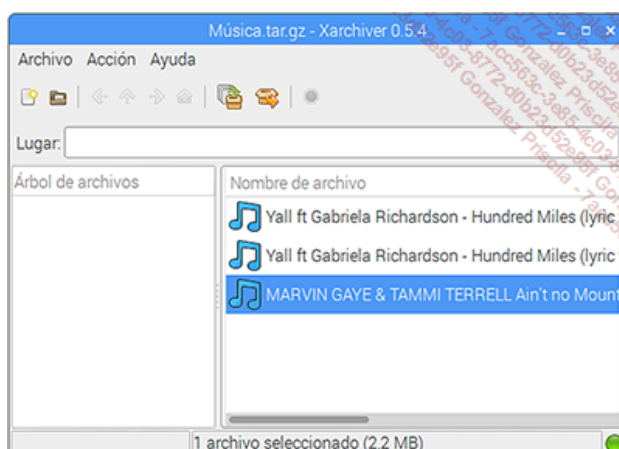 Música.tar.gz - Xarchiver 0.5.4
Archivo Acción Ayuda
Lugar:
Árbol de archivos
Nombre de archivo
Yall ft Gabriela Richardson - Hundred Miles (lyric
Yall ft Gabriela Richardson - Hundred Miles (lyric
MARVIN GAYE & TAMMI TERRELL Ain't no Mount
1 archivo seleccionado (2,2 MB)
Gonzalez Priscila